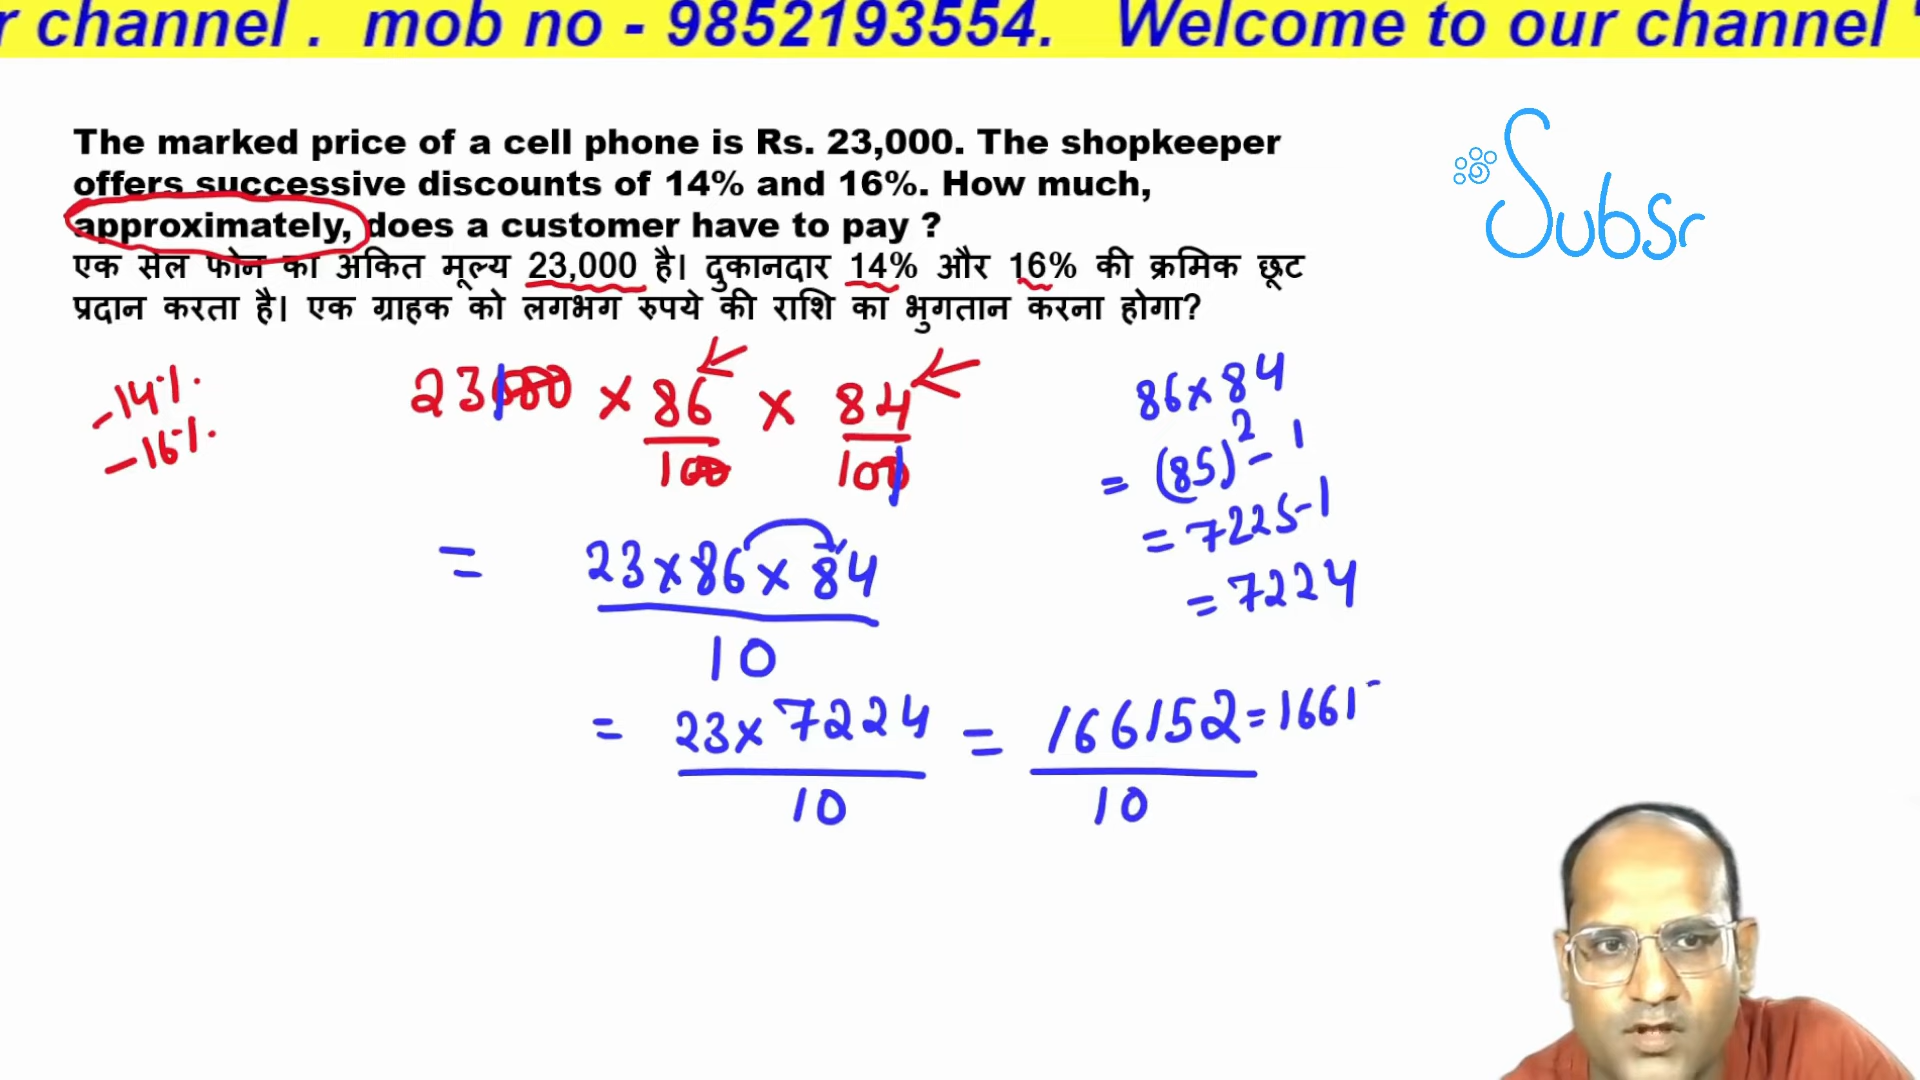 r channel . mob no - 9852193554. Welcome to our channel "
The marked price of a cell phone is Rs. 23,000. The shopkeeper
offers successive discounts of 14% and 16%. How much,
approximately, does a customer have to pay ?
एक सेल फोन का अंकित मूल्य 23,000 है। दुकानदार 14% और 16% की क्रमिक छूट
प्रदान करता है। एक ग्राहक को लगभग रुपये की राशि का भुगतान करना होगा?
Subsr
-14%.
-16%.
23000 × 86/100 × 84/100
= 23×86×84/10
= 23×7224/10 = 166152/10 = 1661
86×84
= (85)² - 1
= 7225-1
= 7224